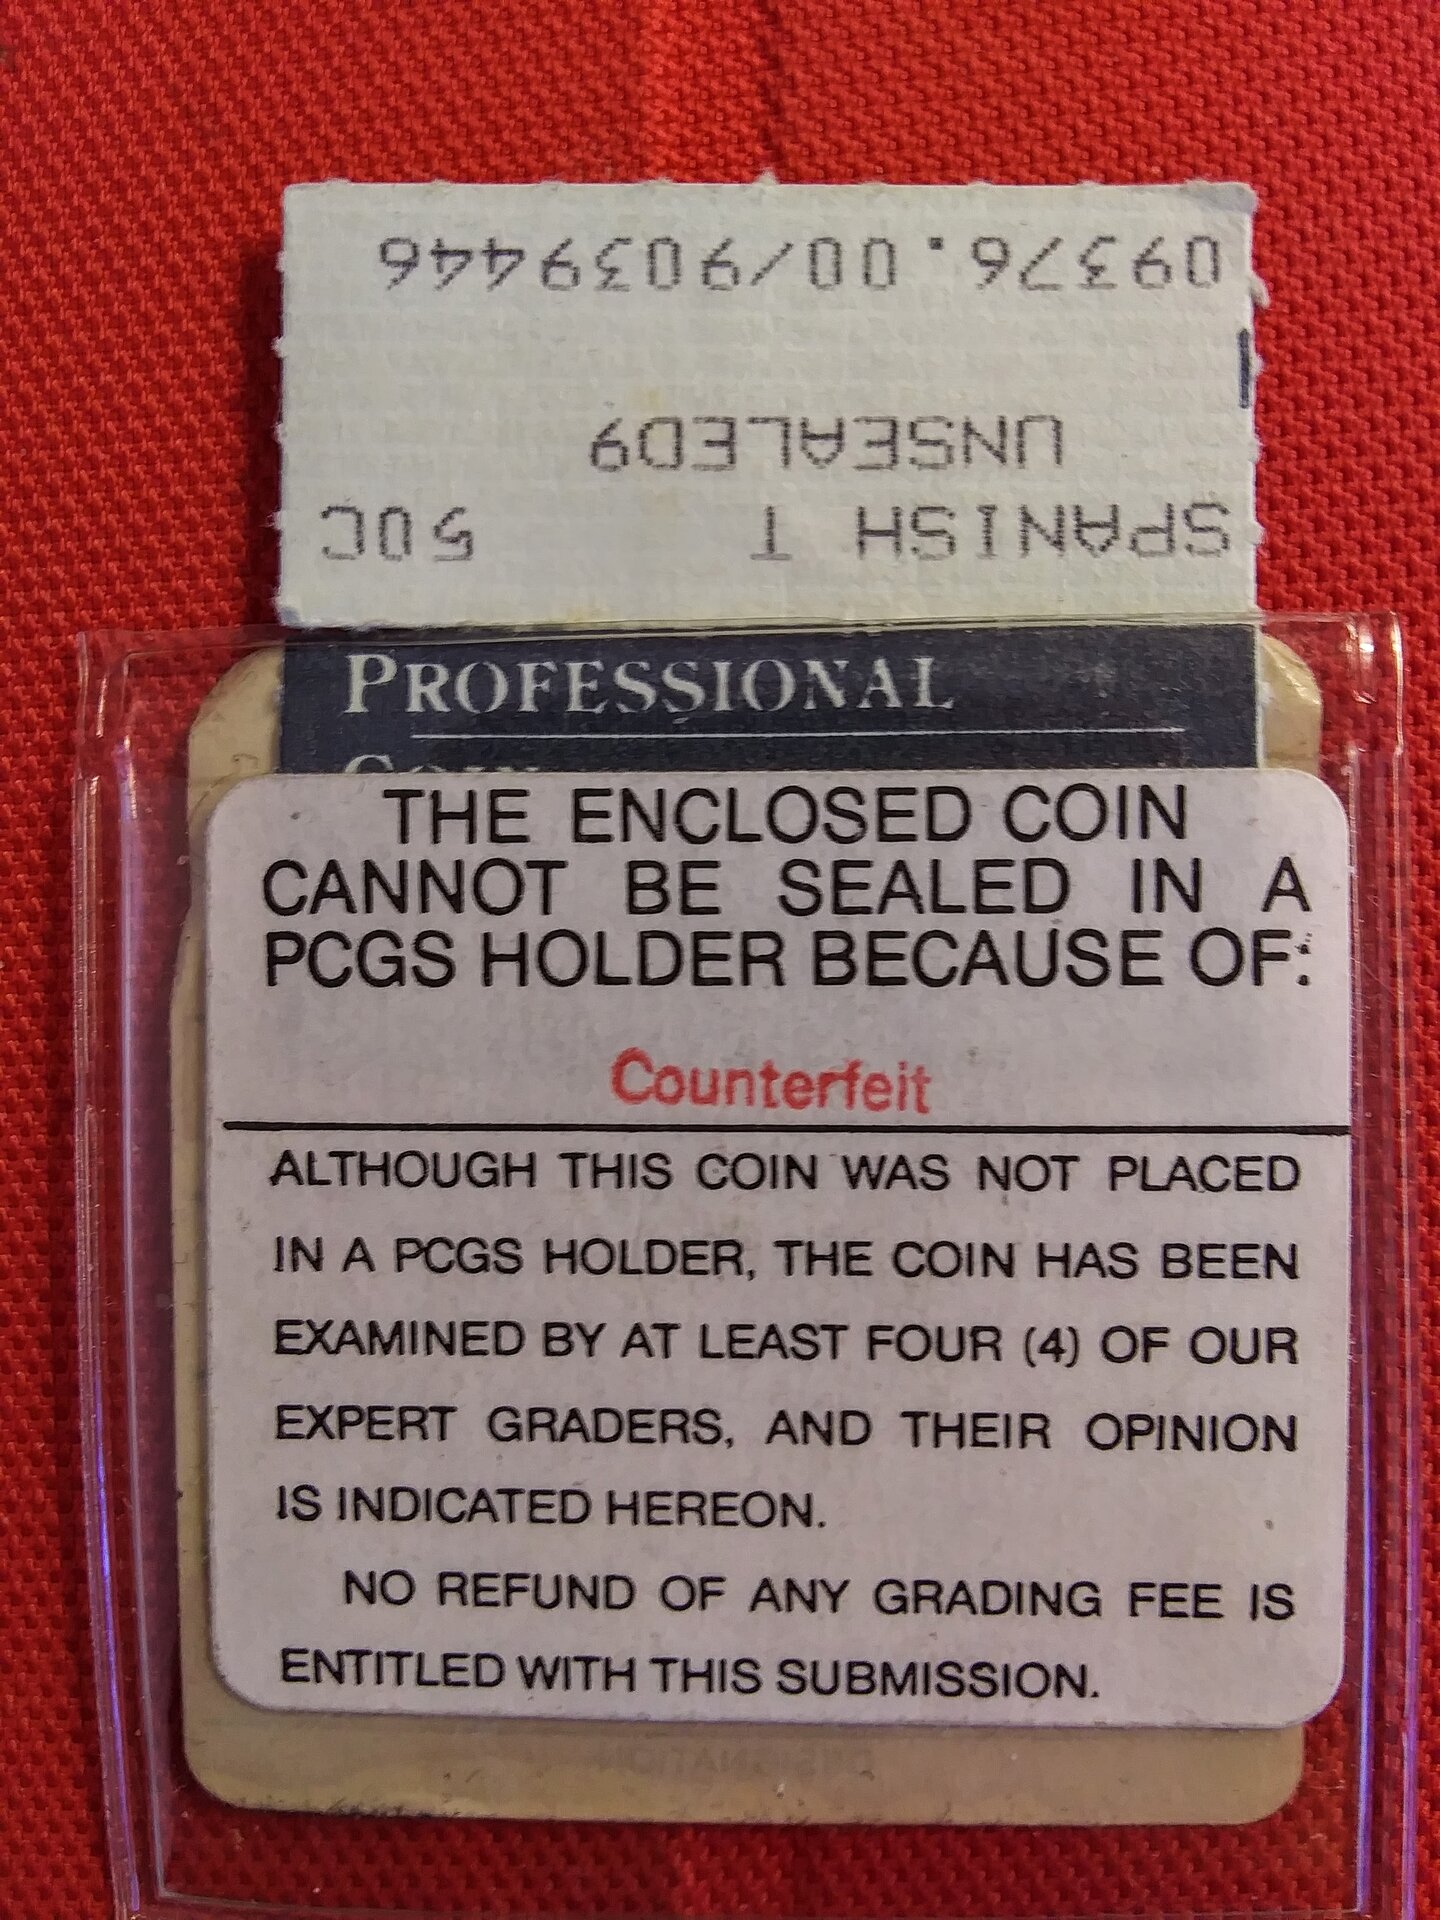 SPANISH T 50C
UNSEALED9
09376.00/9039446
PROFESSIONAL
THE ENCLOSED COIN
CANNOT BE SEALED IN A
PCGS HOLDER BECAUSE OF:
Counterfeit
ALTHOUGH THIS COIN WAS NOT PLACED
IN A PCGS HOLDER, THE COIN HAS BEEN
EXAMINED BY AT LEAST FOUR (4) OF OUR
EXPERT GRADERS, AND THEIR OPINION
IS INDICATED HEREON.
NO REFUND OF ANY GRADING FEE IS
ENTITLED WITH THIS SUBMISSION.